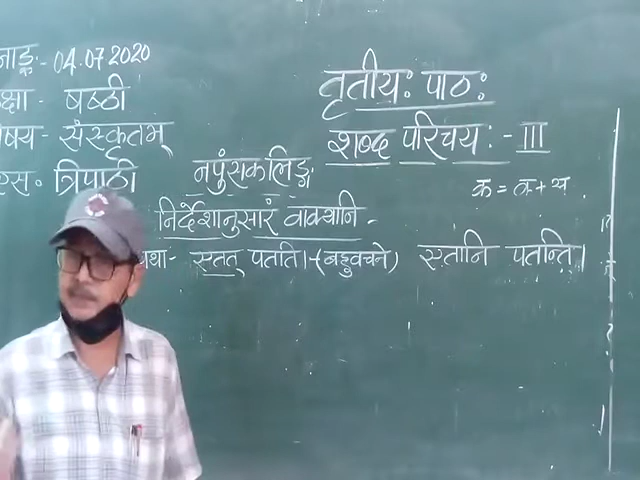 नाङ्कः- 04.07.2020
क्षा - षष्ठी
षय - संस्कृतम्
एस. त्रिपाठी
तृतीयः पाठः
शब्द परिचयः - III
नपुंसकलिङ्ग
निर्देशानुसारं वाक्यानि -
यथा - एतत् पतति। - (बहुवचने) एतानि पतन्ति।